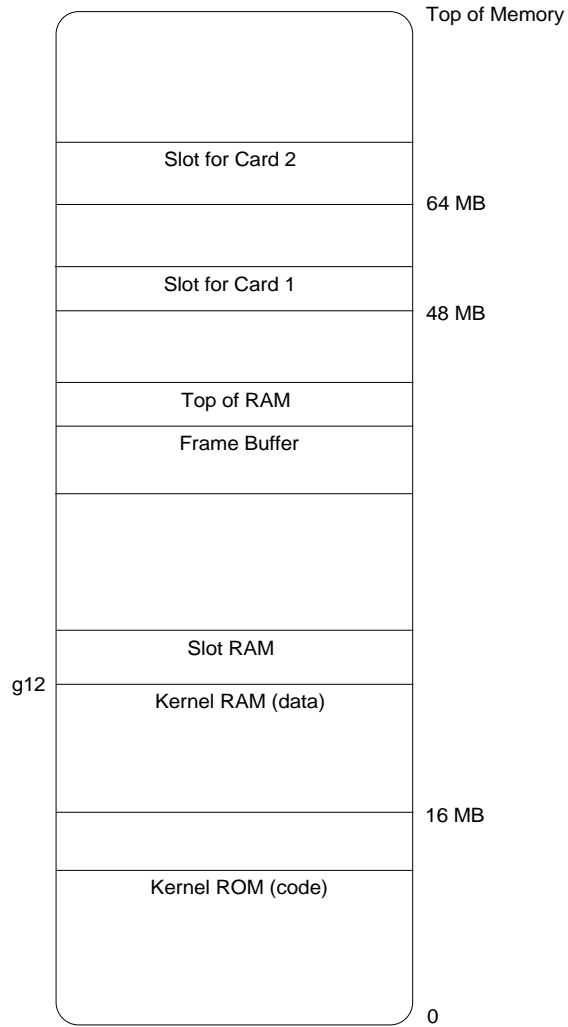 Top of Memory
Slot for Card 2
64 MB
Slot for Card 1
48 MB
Top of RAM
Frame Buffer
Slot RAM
g12
Kernel RAM (data)
16 MB
Kernel ROM (code)
0